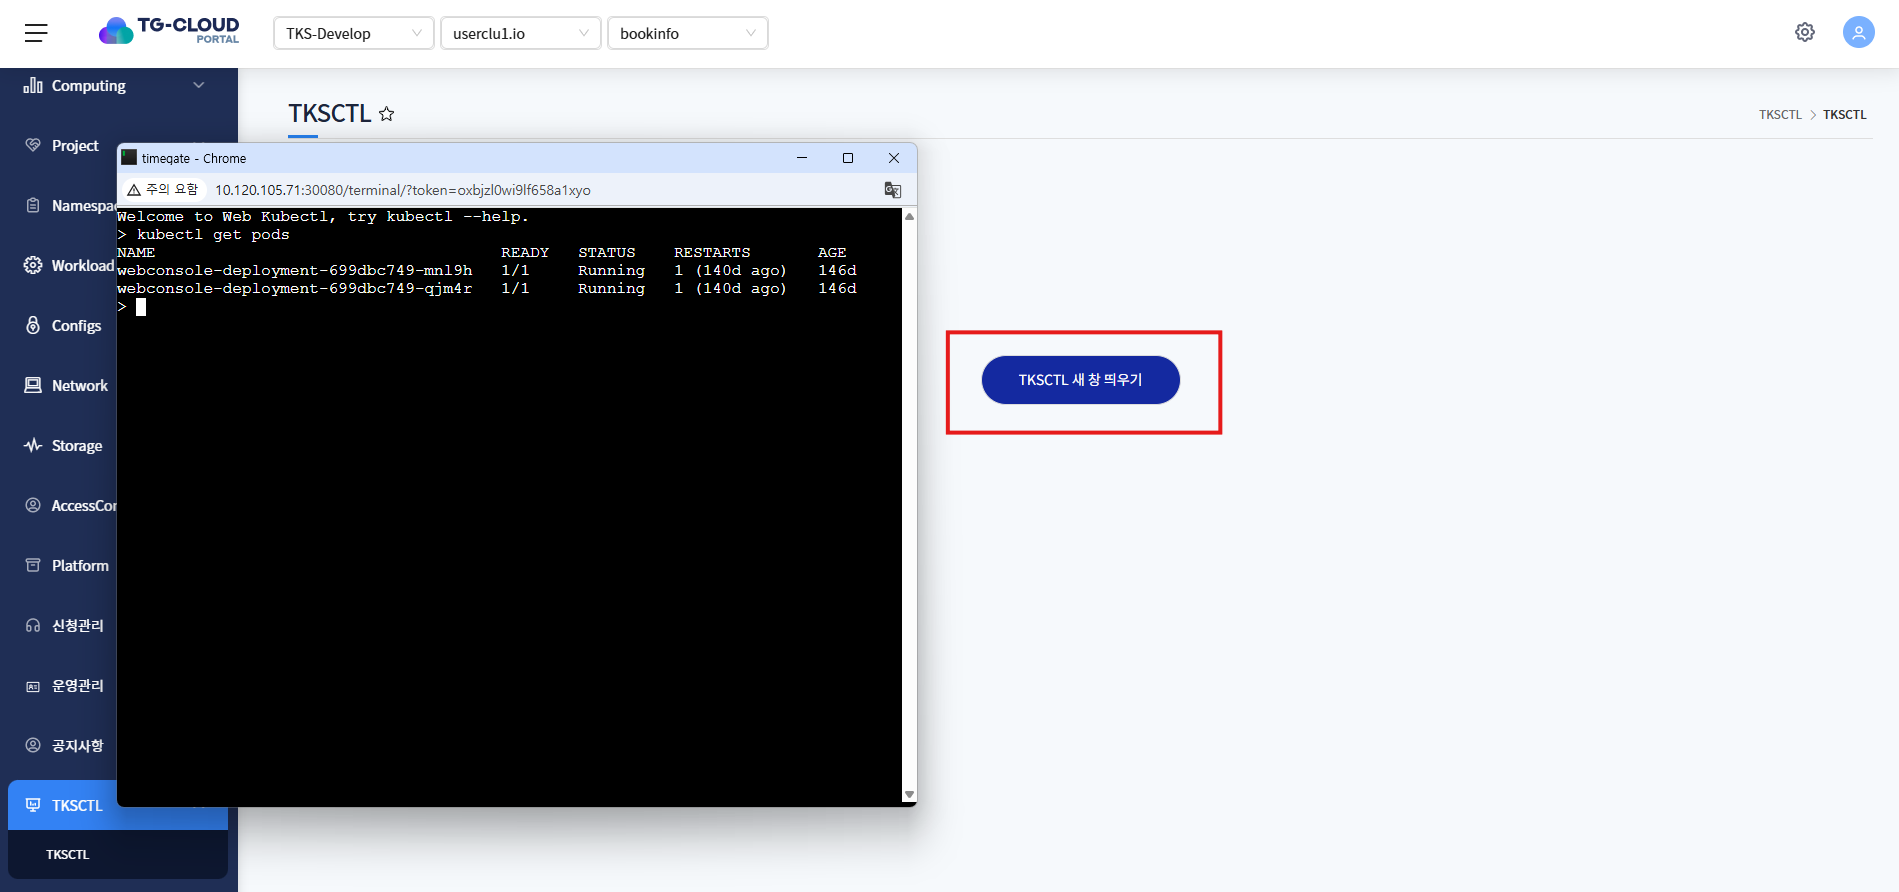 TG-CLOUD
PORTAL
TKS-Develop
userclu1.io
bookinfo
Computing
Project
Namespac
Workload
Configs
Network
Storage
AccessCon
Platform
신청관리
운영관리
공지사항
TKSCTL
TKSCTL
TKSCTL
TKSCTL > TKSCTL
timegate - Chrome
주의 요함
10.120.105.71:30080/terminal/?token=oxbjzl0wi9lf658a1xyo
Welcome to Web Kubectl, try kubectl --help.
> kubectl get pods
NAME READY STATUS RESTARTS AGE
webconsole-deployment-699dbc749-mnl9h 1/1 Running 1 (140d ago) 146d
webconsole-deployment-699dbc749-qjm4r 1/1 Running 1 (140d ago) 146d
>
TKSCTL 새 창 띄우기